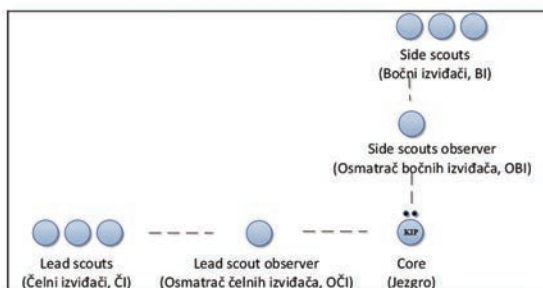 Side scouts
(Bočni izviđači, BI)
Side scouts observer
(Osmatrač bočnih izviđača, OBI)
KIP
Lead scouts
(Čelni izviđači, ČI)
Lead scout observer
(Osmatrač čelnih izviđača, OČI)
Core
(Jezgro)